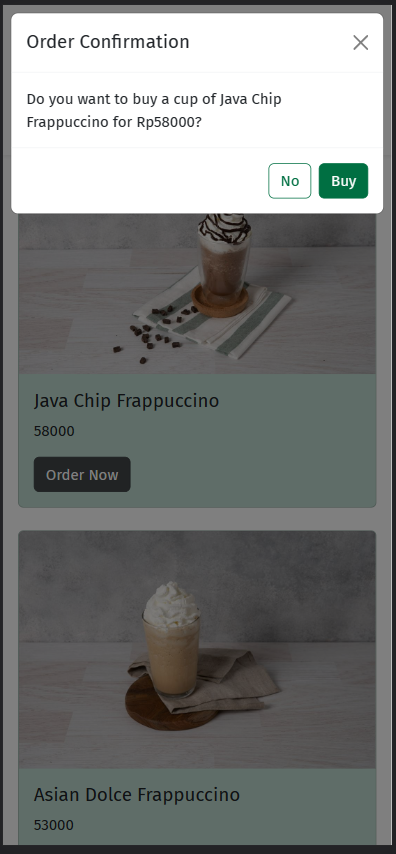 Order Confirmation
Do you want to buy a cup of Java Chip
Frappuccino for Rp58000?
No
Buy
Java Chip Frappuccino
58000
Order Now
Asian Dolce Frappuccino
53000